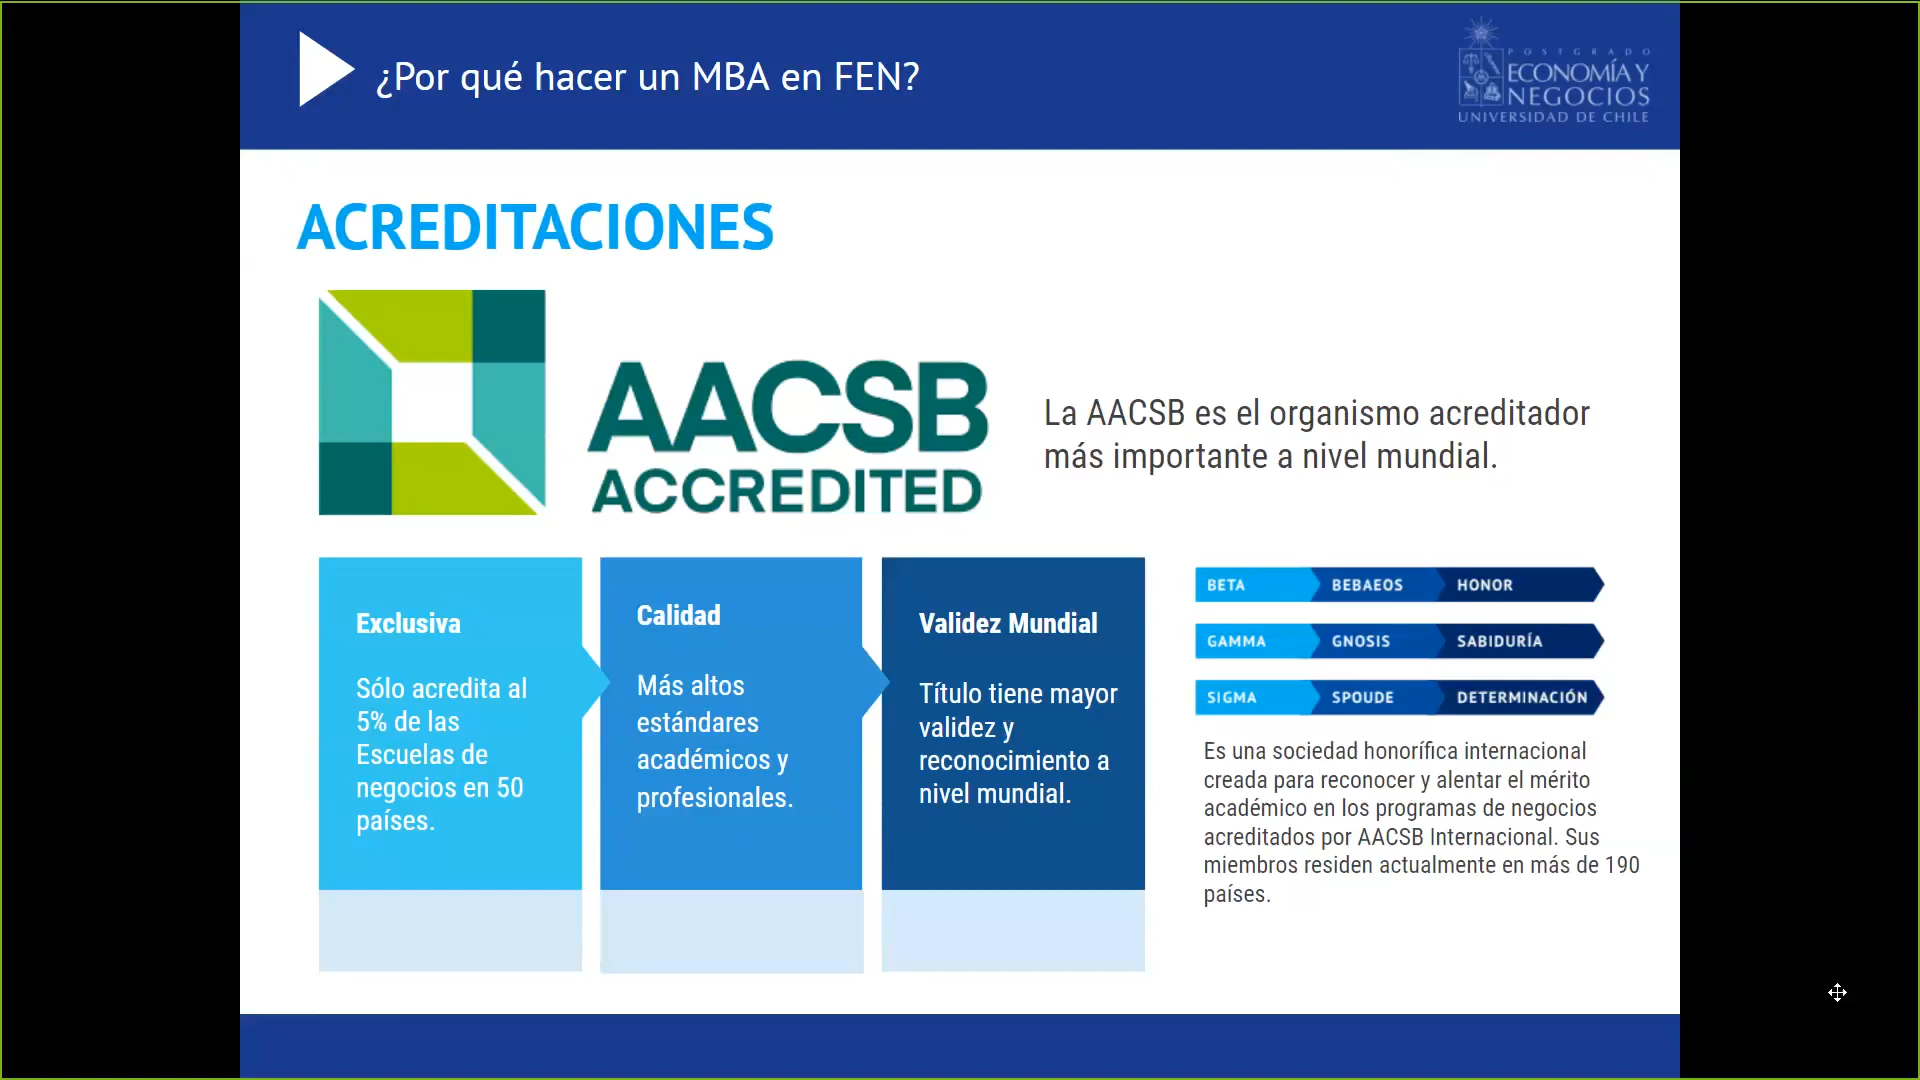 ¿Por qué hacer un MBA en FEN?
POSTGRADO
ECONOMÍA Y
NEGOCIOS
UNIVERSIDAD DE CHILE
ACREDITACIONES
AACSB
ACCREDITED
La AACSB es el organismo acreditador
más importante a nivel mundial.
Exclusiva
Sólo acredita al
5% de las
Escuelas de
negocios en 50
países.
Calidad
Más altos
estándares
académicos y
profesionales.
Validez Mundial
Título tiene mayor
validez y
reconocimiento a
nivel mundial.
BETA BEBAEOS HONOR
GAMMA GNOSIS SABIDURÍA
SIGMA SPOUDE DETERMINACIÓN
Es una sociedad honorífica internacional
creada para reconocer y alentar el mérito
académico en los programas de negocios
acreditados por AACSB Internacional. Sus
miembros residen actualmente en más de 190
países.